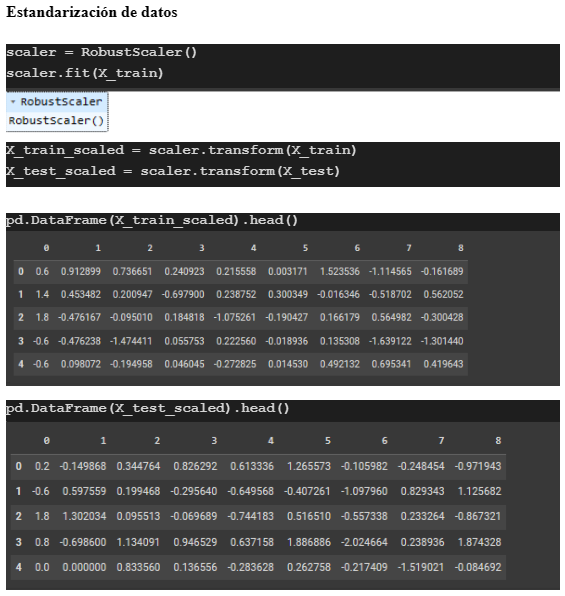 Estandarización de datos
scaler = RobustScaler()
scaler.fit(X_train)
▾ RobustScaler
RobustScaler()
X_train_scaled = scaler.transform(X_train)
X_test_scaled = scaler.transform(X_test)
pd.DataFrame(X_train_scaled).head()
0 1 2 3 4 5 6 7 8
0 0.6 0.912899 0.736651 0.240923 0.215558 0.003171 1.523536 -1.114565 -0.161689
1 1.4 0.453482 0.200947 -0.697900 0.238752 0.300349 -0.016346 -0.518702 0.562052
2 1.8 -0.476167 -0.095010 0.184818 -1.075261 -0.190427 0.166179 0.564982 -0.300428
3 -0.6 -0.476238 -1.474411 0.055753 0.222560 -0.018936 0.135308 -1.639122 -1.301440
4 -0.6 0.098072 -0.194958 0.046045 -0.272825 0.014530 0.492132 0.695341 0.419643
pd.DataFrame(X_test_scaled).head()
0 1 2 3 4 5 6 7 8
0 0.2 -0.149868 0.344764 0.826292 0.613336 1.265573 -0.105982 -0.248454 -0.971943
1 -0.6 0.597559 0.199468 -0.295640 -0.649568 -0.407261 -1.097960 0.829343 1.125682
2 1.8 1.302034 0.095513 -0.069689 -0.744183 0.516510 -0.557338 0.233264 -0.867321
3 0.8 -0.698600 1.134091 0.946529 0.637158 1.886886 -2.024664 0.238936 1.874328
4 0.0 0.000000 0.833560 0.136556 -0.283628 0.262758 -0.217409 -1.519021 -0.084692